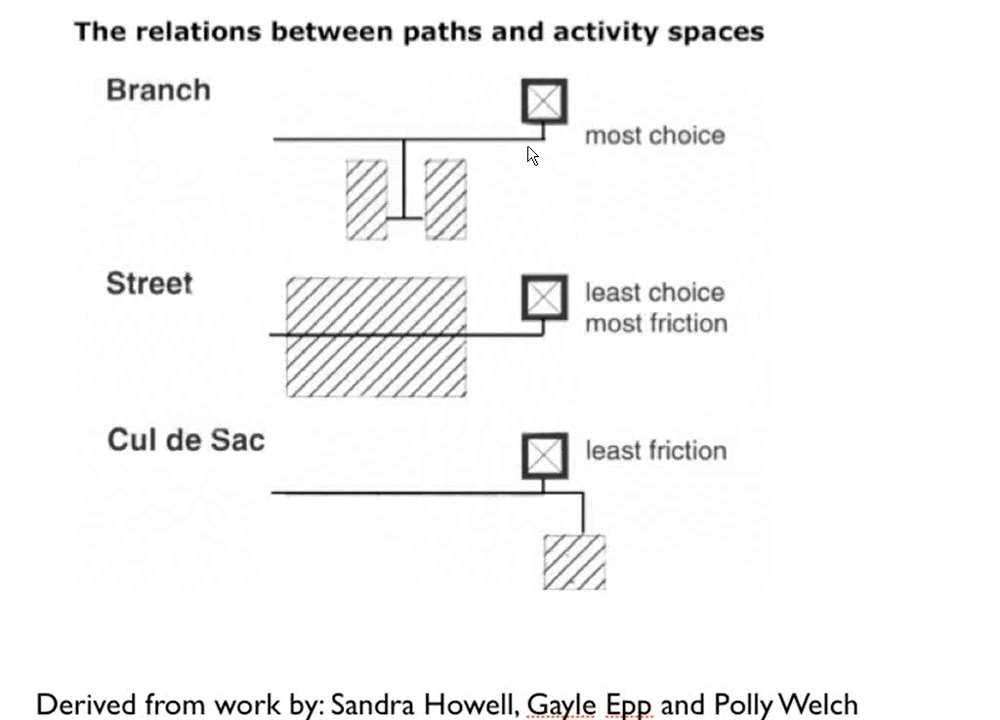 The relations between paths and activity spaces
Branch
most choice
Street
least choice
most friction
Cul de Sac
least friction
Derived from work by: Sandra Howell, Gayle Epp and Polly Welch